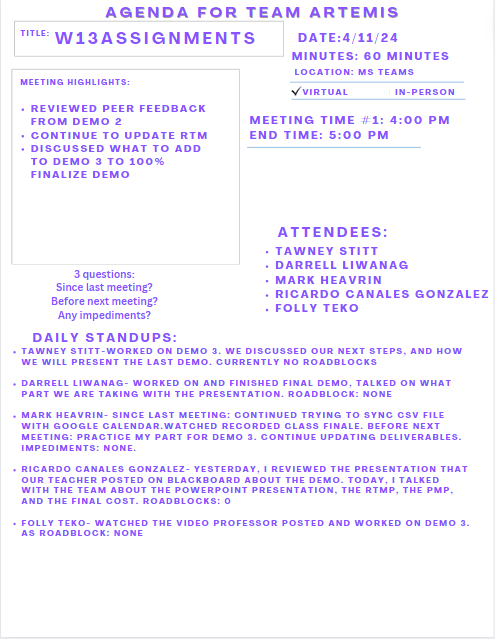 AGENDA FOR TEAM ARTEMIS
TITLE: W13ASSIGNMENTS
DATE:4/11/24
MINUTES: 60 MINUTES
LOCATION: MS TEAMS
VIRTUAL IN-PERSON
MEETING HIGHLIGHTS:
• REVIEWED PEER FEEDBACK
FROM DEMO 2
• CONTINUE TO UPDATE RTM
• DISCUSSED WHAT TO ADD
TO DEMO 3 TO 100%
FINALIZE DEMO
MEETING TIME #1: 4:00 PM
END TIME: 5:00 PM
ATTENDEES:
• TAWNEY STITT
• DARRELL LIWANAG
• MARK HEAVRIN
• RICARDO CANALES GONZALEZ
• FOLLY TEKO
3 questions:
Since last meeting?
Before next meeting?
Any impediments?
DAILY STANDUPS:
• TAWNEY STITT-WORKED ON DEMO 3. WE DISCUSSED OUR NEXT STEPS, AND HOW
WE WILL PRESENT THE LAST DEMO. CURRENTLY NO ROADBLOCKS
• DARRELL LIWANAG- WORKED ON AND FINISHED FINAL DEMO, TALKED ON WHAT
PART WE ARE TAKING WITH THE PRESENTATION. ROADBLOCK: NONE
• MARK HEAVRIN- SINCE LAST MEETING: CONTINUED TRYING TO SYNC CSV FILE
WITH GOOGLE CALENDAR.WATCHED RECORDED CLASS FINALE. BEFORE NEXT
MEETING: PRACTICE MY PART FOR DEMO 3. CONTINUE UPDATING DELIVERABLES.
IMPEDIMENTS: NONE.
• RICARDO CANALES GONZALEZ- YESTERDAY, I REVIEWED THE PRESENTATION THAT
OUR TEACHER POSTED ON BLACKBOARD ABOUT THE DEMO. TODAY, I TALKED
WITH THE TEAM ABOUT THE POWERPOINT PRESENTATION, THE RTMP, THE PMP,
AND THE FINAL COST. ROADBLOCKS: 0
• FOLLY TEKO- WATCHED THE VIDEO PROFESSOR POSTED AND WORKED ON DEMO 3.
AS ROADBLOCK: NONE